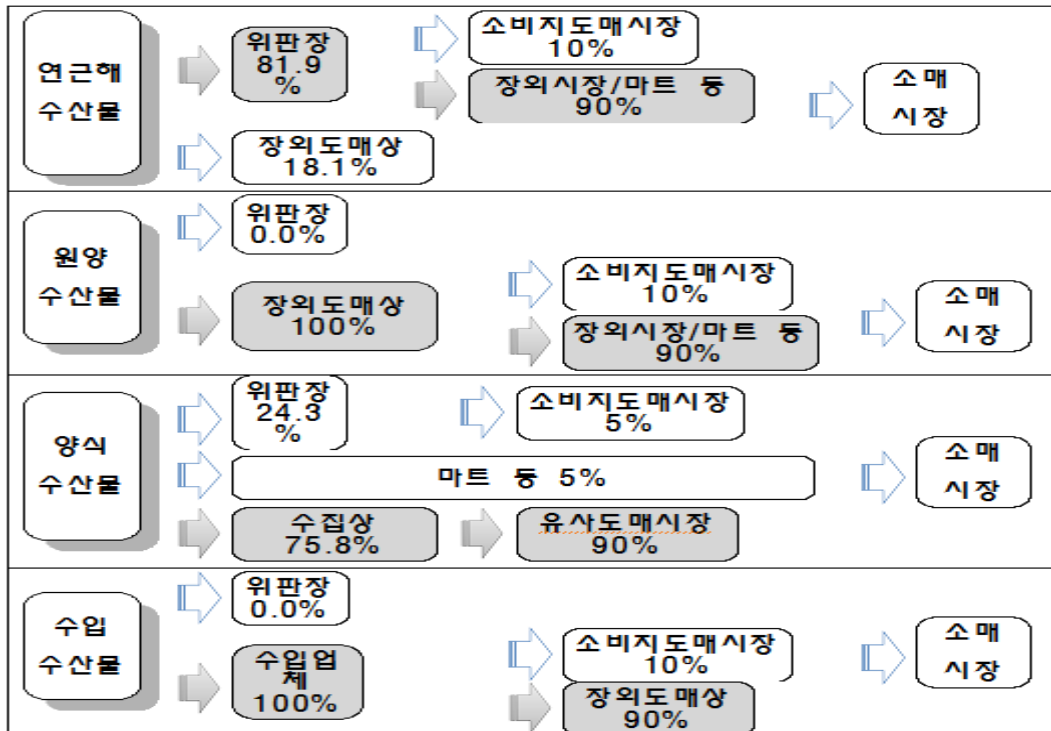 연근해
수산물
위판장
81.9
%
소비지도매시장
10%
장외시장/마트 등
90%
소매
시장
장외도매상
18.1%
원양
수산물
위판장
0.0%
장외도매상
100%
소비지도매시장
10%
장외시장/마트 등
90%
소매
시장
양식
수산물
위판장
24.3
%
소비지도매시장
5%
마트 등 5%
수집상
75.8%
유사도매시장
90%
소매
시장
수입
수산물
위판장
0.0%
수입업
체
100%
소비지도매시장
10%
장외도매상
90%
소매
시장